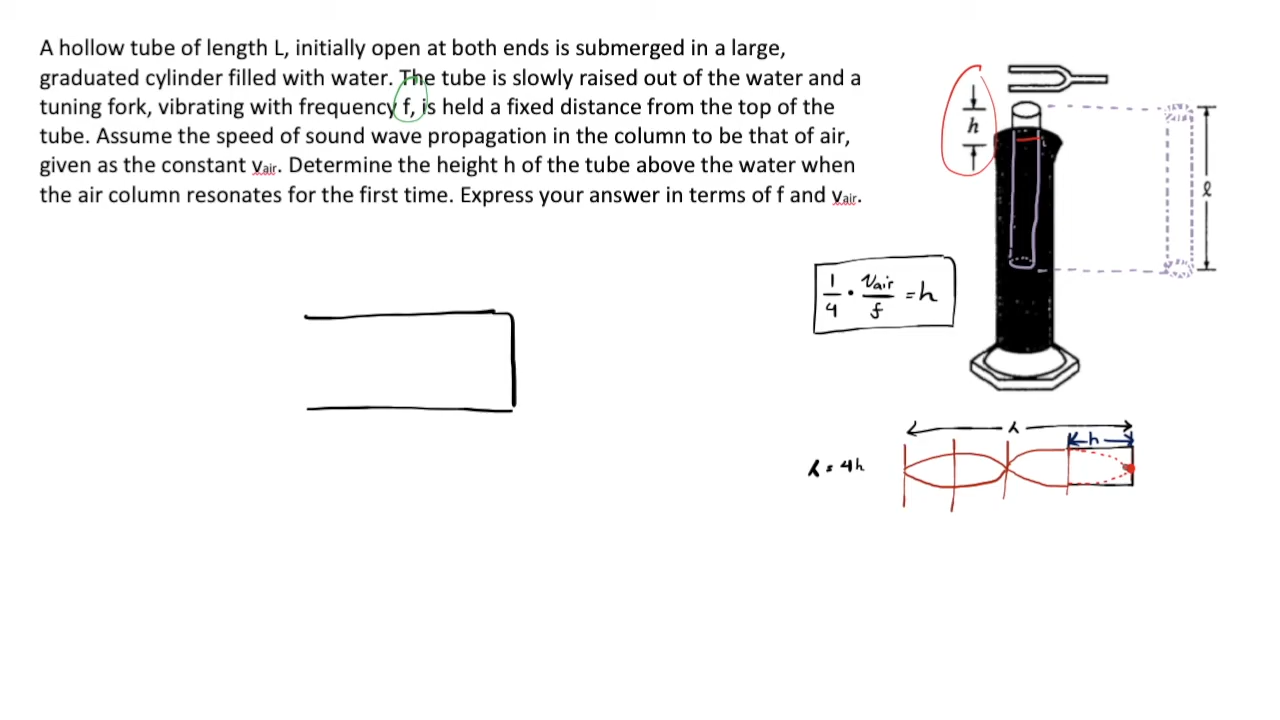 A hollow tube of length L, initially open at both ends is submerged in a large,
graduated cylinder filled with water. The tube is slowly raised out of the water and a
tuning fork, vibrating with frequency f, is held a fixed distance from the top of the
tube. Assume the speed of sound wave propagation in the column to be that of air,
given as the constant vair. Determine the height h of the tube above the water when
the air column resonates for the first time. Express your answer in terms of f and vair.
h
ℓ
1/4 · vair/f = h
λ
h
λ = 4h